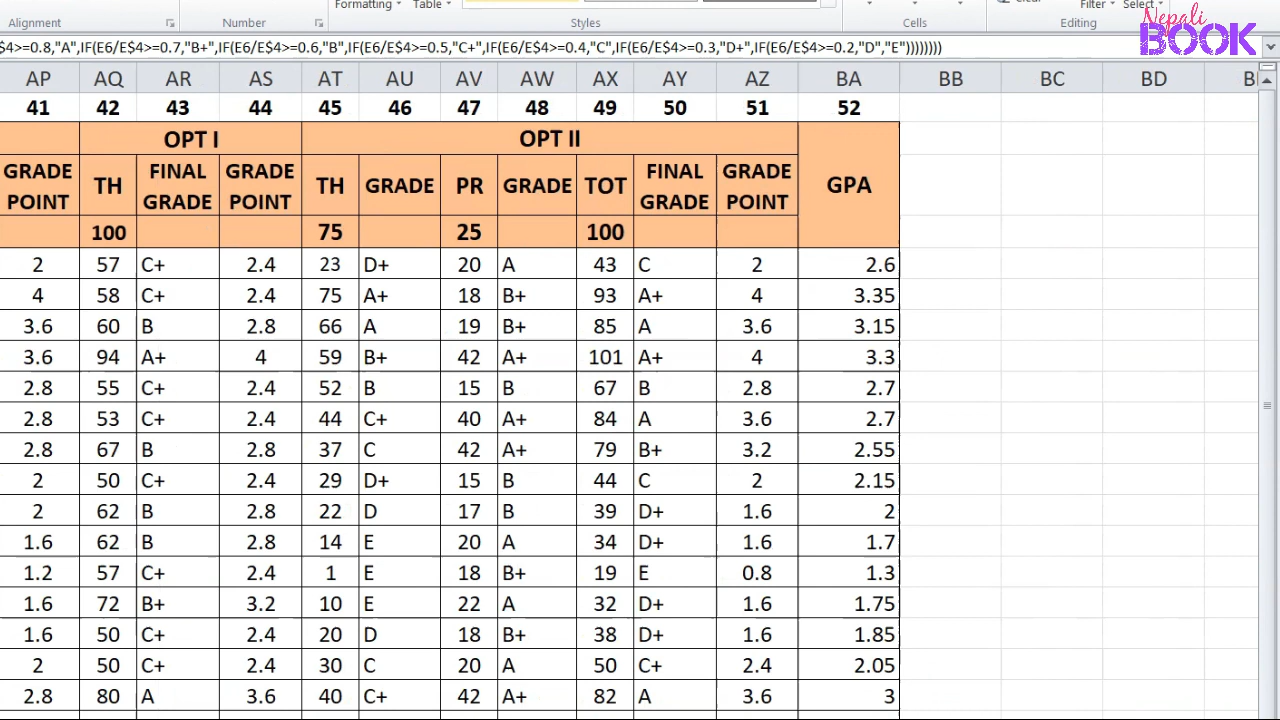 Formatting Table Filter Select
Alignment Number Styles Cells Editing
Nepali
BOOK
$4>=0.8,"A",IF(E6/E$4>=0.7,"B+",IF(E6/E$4>=0.6,"B",IF(E6/E$4>=0.5,"C+",IF(E6/E$4>=0.4,"C",IF(E6/E$4>=0.3,"D+",IF(E6/E$4>=0.2,"D","E"))))))))
AP AQ AR AS AT AU AV AW AX AY AZ BA BB BC BD
41 42 43 44 45 46 47 48 49 50 51 52
OPT I OPT II
GRADE POINT TH FINAL GRADE GRADE POINT TH GRADE PR GRADE TOT FINAL GRADE GRADE POINT GPA
100 75 25 100
2 57 C+ 2.4 23 D+ 20 A 43 C 2 2.6
4 58 C+ 2.4 75 A+ 18 B+ 93 A+ 4 3.35
3.6 60 B 2.8 66 A 19 B+ 85 A 3.6 3.15
3.6 94 A+ 4 59 B+ 42 A+ 101 A+ 4 3.3
2.8 55 C+ 2.4 52 B 15 B 67 B 2.8 2.7
2.8 53 C+ 2.4 44 C+ 40 A+ 84 A 3.6 2.7
2.8 67 B 2.8 37 C 42 A+ 79 B+ 3.2 2.55
2 50 C+ 2.4 29 D+ 15 B 44 C 2 2.15
2 62 B 2.8 22 D 17 B 39 D+ 1.6 2
1.6 62 B 2.8 14 E 20 A 34 D+ 1.6 1.7
1.2 57 C+ 2.4 1 E 18 B+ 19 E 0.8 1.3
1.6 72 B+ 3.2 10 E 22 A 32 D+ 1.6 1.75
1.6 50 C+ 2.4 20 D 18 B+ 38 D+ 1.6 1.85
2 50 C+ 2.4 30 C 20 A 50 C+ 2.4 2.05
2.8 80 A 3.6 40 C+ 42 A+ 82 A 3.6 3